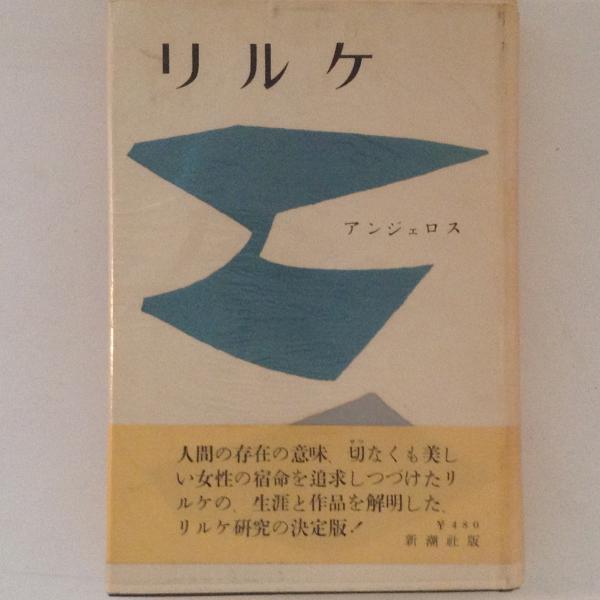 リルケ
アンジェロス
人間の存在の意味、切なくも美し
い女性の宿命を追求しつづけたリ
ルケの、生涯と作品を解明した、
リルケ研究の決定版！
￥480
新潮社版